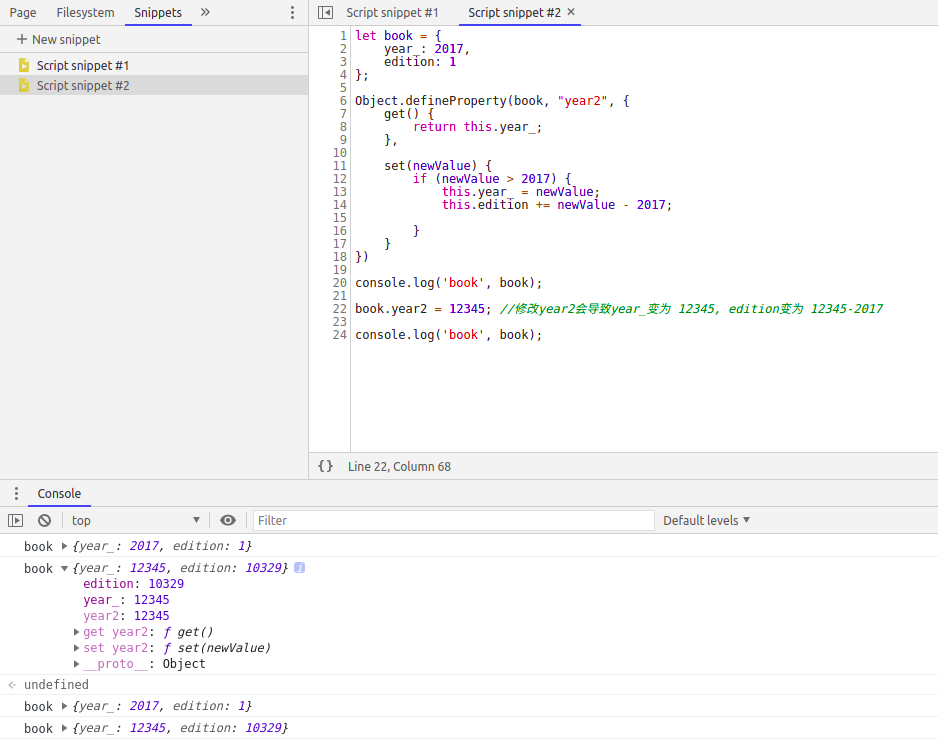 Page Filesystem Snippets »
+ New snippet
Script snippet #1
Script snippet #2
Script snippet #1 Script snippet #2 ×
1 let book = {
2     year_: 2017,
3     edition: 1
4 };
5
6 Object.defineProperty(book, "year2", {
7     get() {
8         return this.year_;
9     },
10
11     set(newValue) {
12         if (newValue > 2017) {
13             this.year_ = newValue;
14             this.edition += newValue - 2017;
15
16         }
17     }
18 })
19
20 console.log('book', book);
21
22 book.year2 = 12345; //修改year2会导致year_变为 12345, edition变为 12345-2017
23
24 console.log('book', book);
{} Line 22, Column 68
Console
top ▼ Filter Default levels ▼
book ▶{year_: 2017, edition: 1}
book ▼{year_: 12345, edition: 10329} i
edition: 10329
year_: 12345
year2: 12345
▶get year2: ƒ get()
▶set year2: ƒ set(newValue)
▶__proto__: Object
undefined
book ▶{year_: 2017, edition: 1}
book ▶{year_: 12345, edition: 10329}